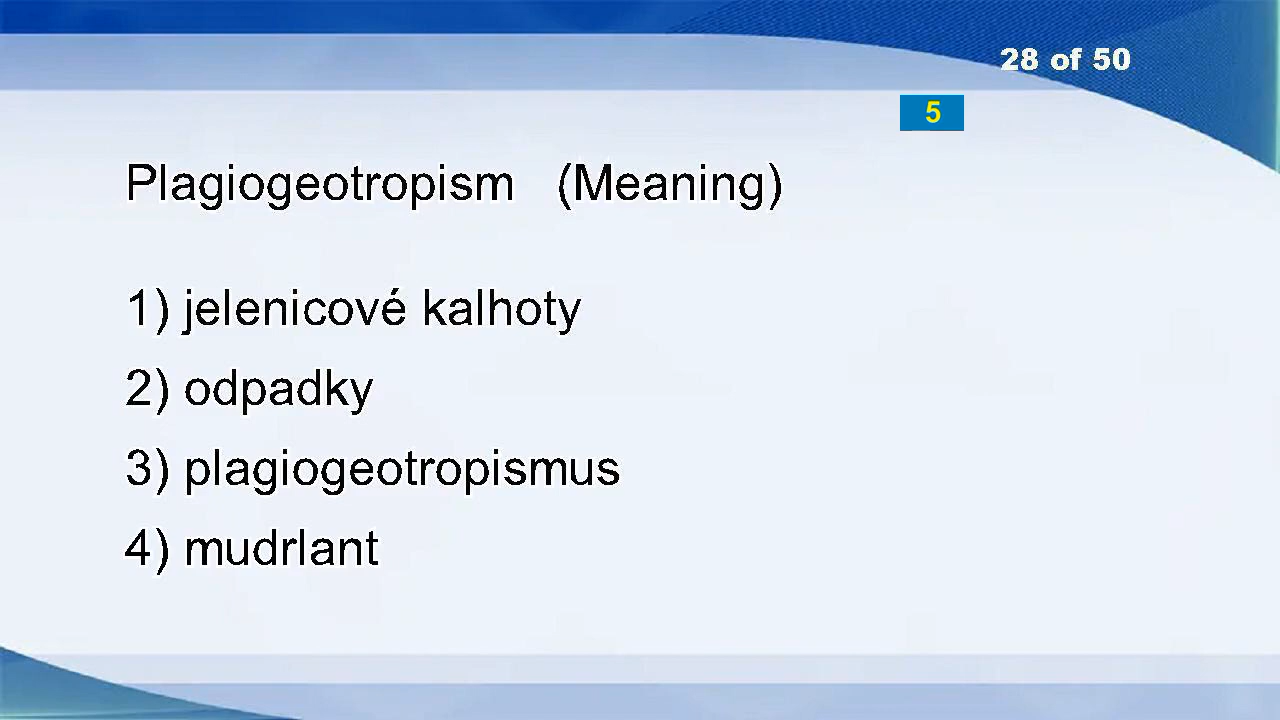 28 of 50
5
Plagiogeotropism (Meaning)
1) jelenicové kalhoty
2) odpadky
3) plagiogeotropismus
4) mudrlant